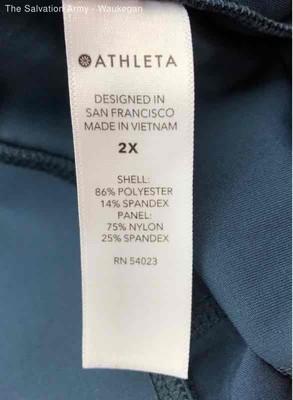 The Salvation Army - Waukegan
ATHLETA
DESIGNED IN
SAN FRANCISCO
MADE IN VIETNAM
2X
SHELL:
86% POLYESTER
14% SPANDEX
PANEL:
75% NYLON
25% SPANDEX
RN 54023